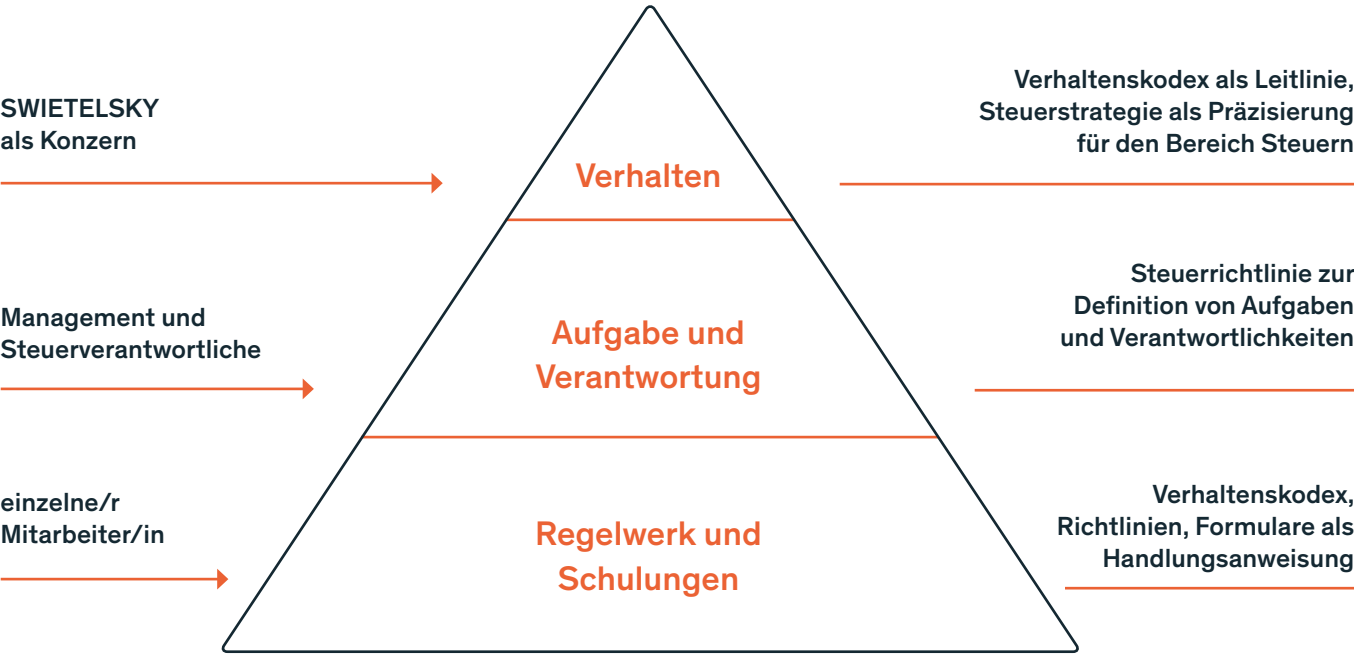 SWIETELSKY
als Konzern
Verhalten
Verhaltenskodex als Leitlinie,
Steuerstrategie als Präzisierung
für den Bereich Steuern
Management und
Steuerverantwortliche
Aufgabe und
Verantwortung
Steuerrichtlinie zur
Definition von Aufgaben
und Verantwortlichkeiten
einzelne/r
Mitarbeiter/in
Regelwerk und
Schulungen
Verhaltenskodex,
Richtlinien, Formulare als
Handlungsanweisung